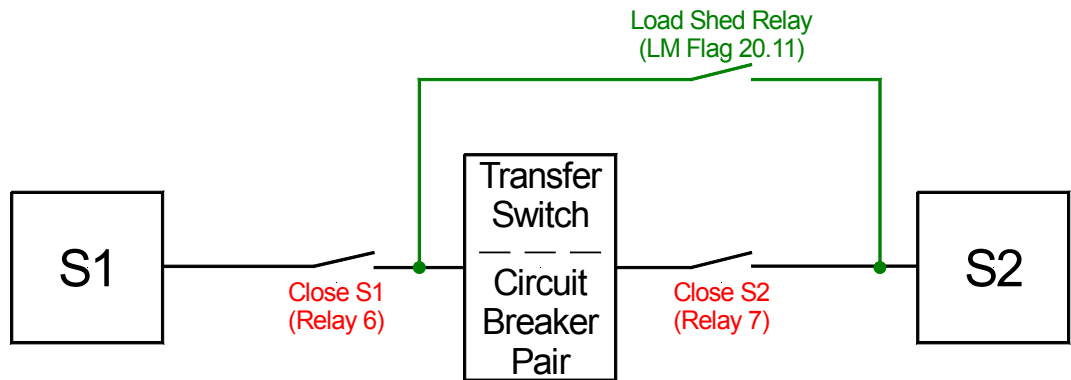 Load Shed Relay
(LM Flag 20.11)
S1
Close S1
(Relay 6)
Transfer
Switch
Circuit
Breaker
Pair
Close S2
(Relay 7)
S2